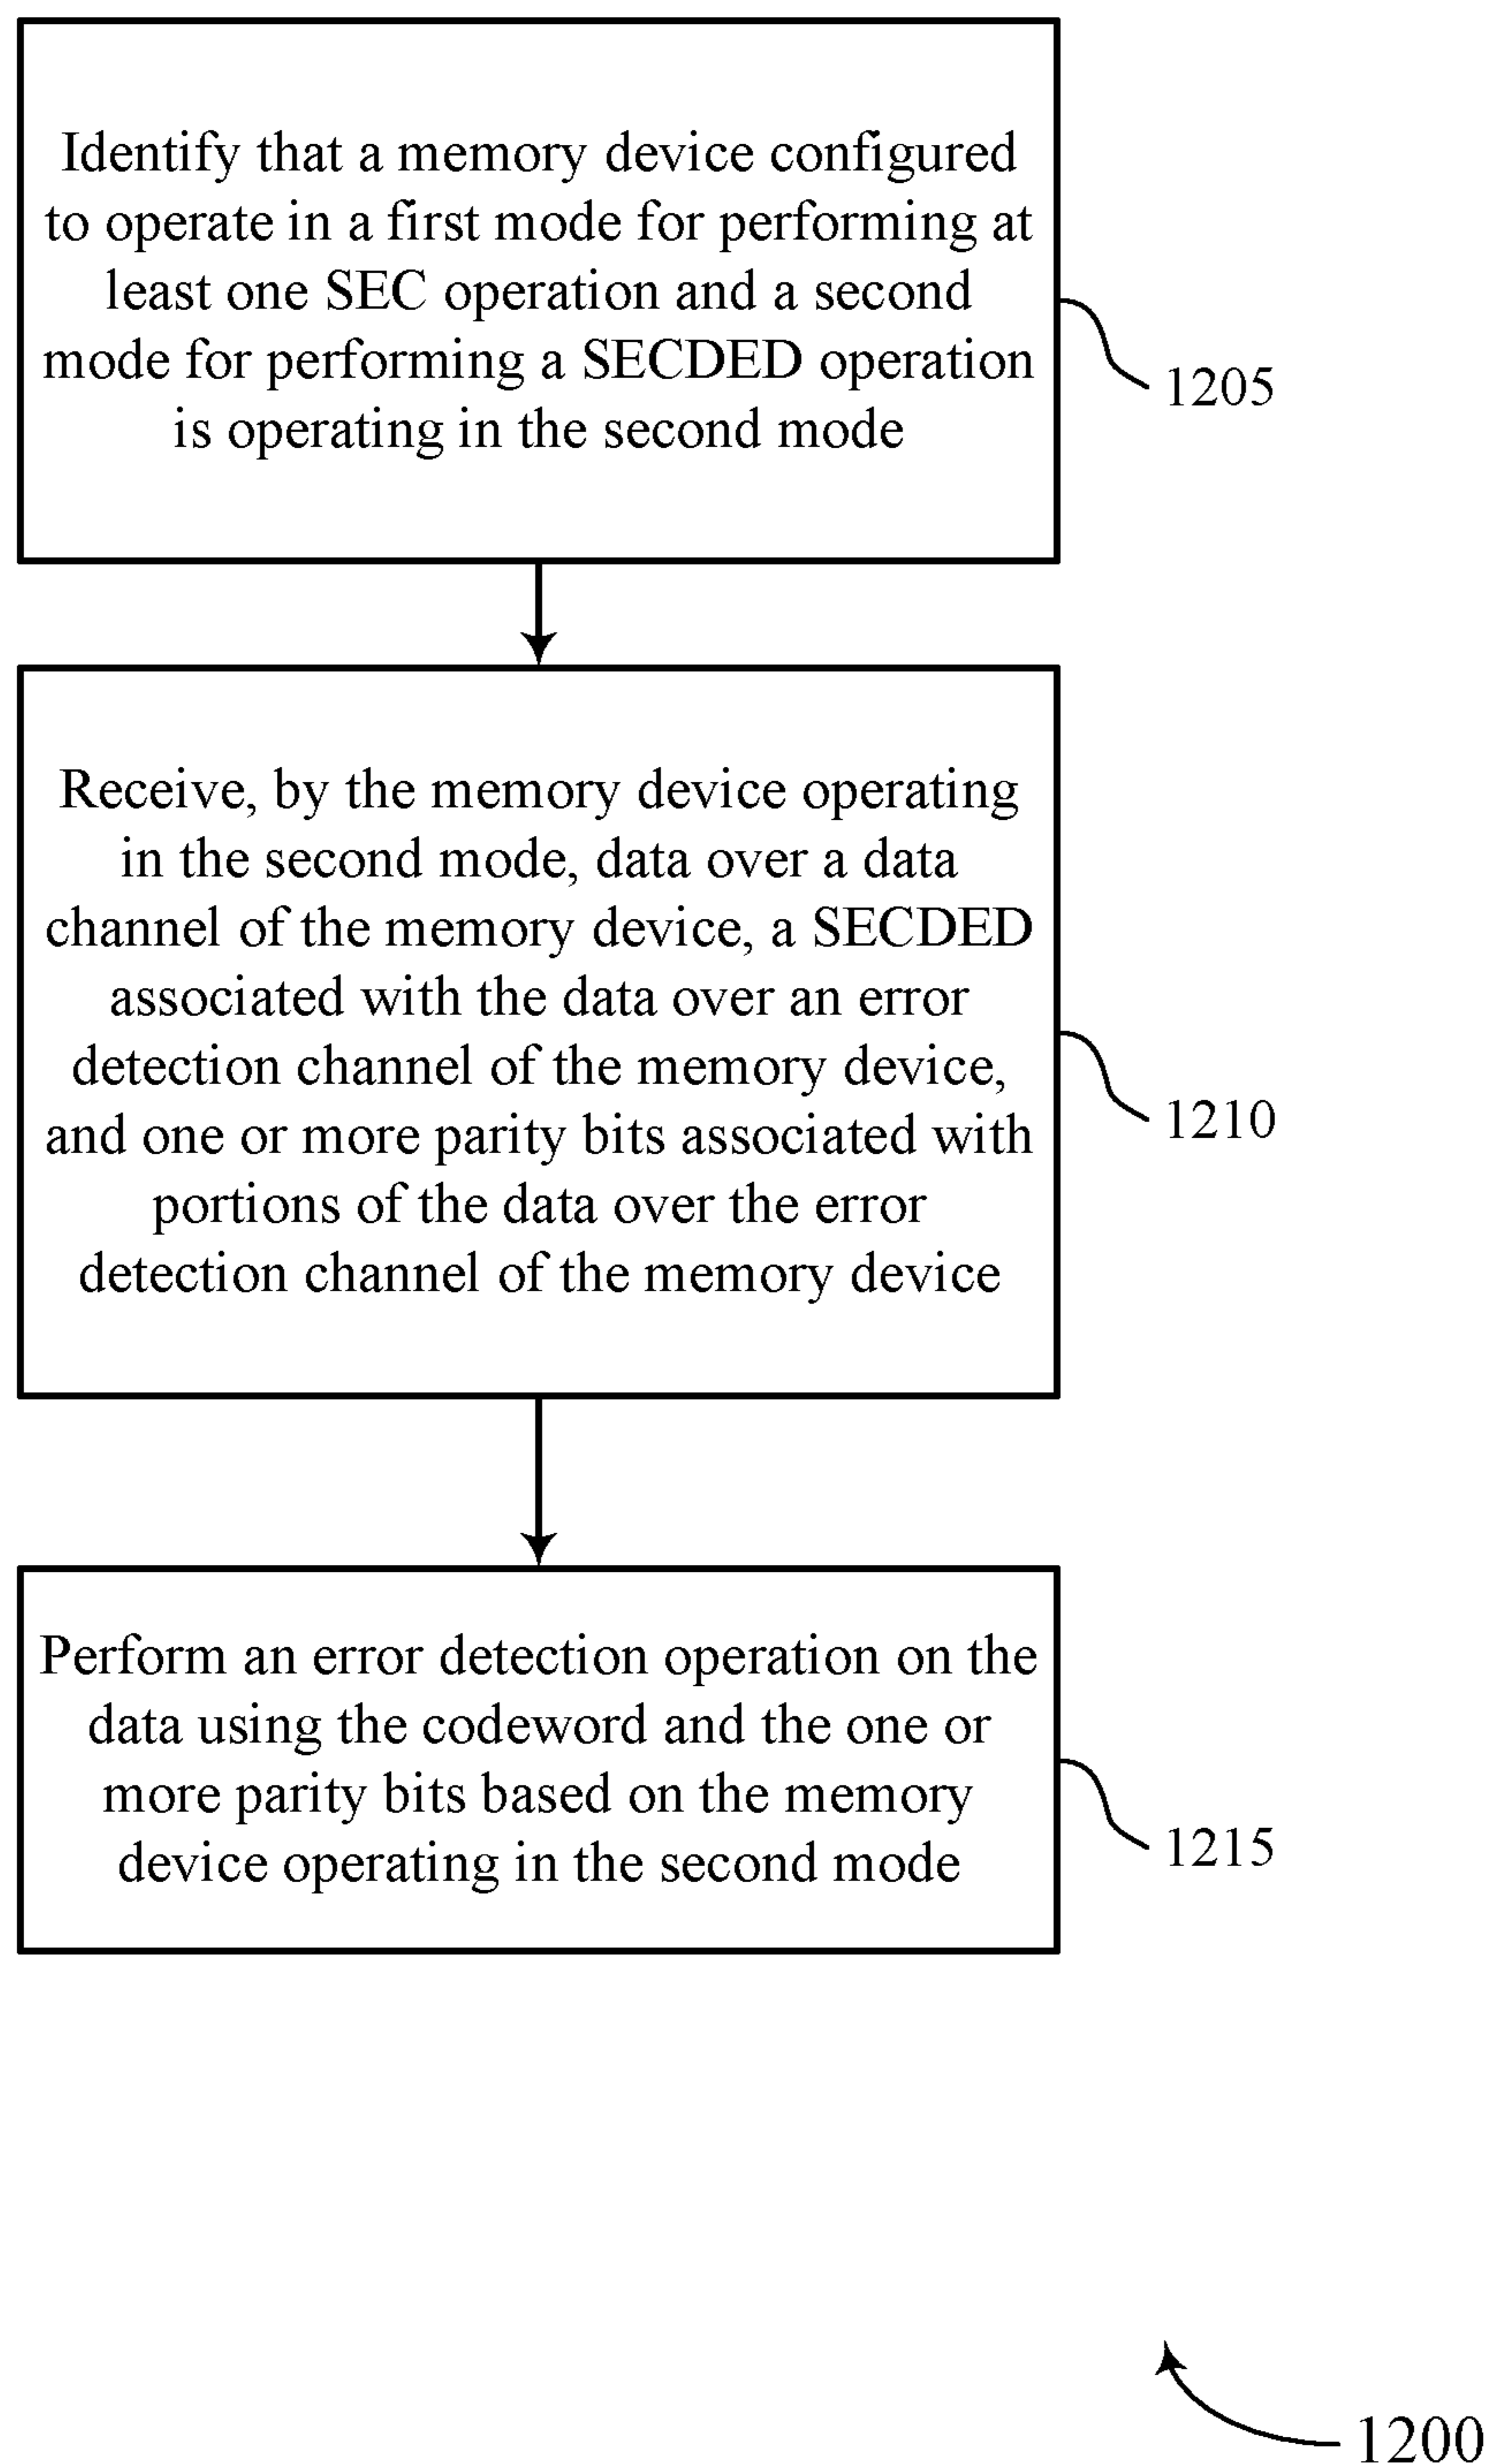 Identify that a memory device configured
to operate in a first mode for performing at
least one SEC operation and a second
mode for performing a SECDED operation
is operating in the second mode
1205
Receive, by the memory device operating
in the second mode, data over a data
channel of the memory device, a SECDED
associated with the data over an error
detection channel of the memory device,
and one or more parity bits associated with
portions of the data over the error
detection channel of the memory device
1210
Perform an error detection operation on the
data using the codeword and the one or
more parity bits based on the memory
device operating in the second mode
1215
1200